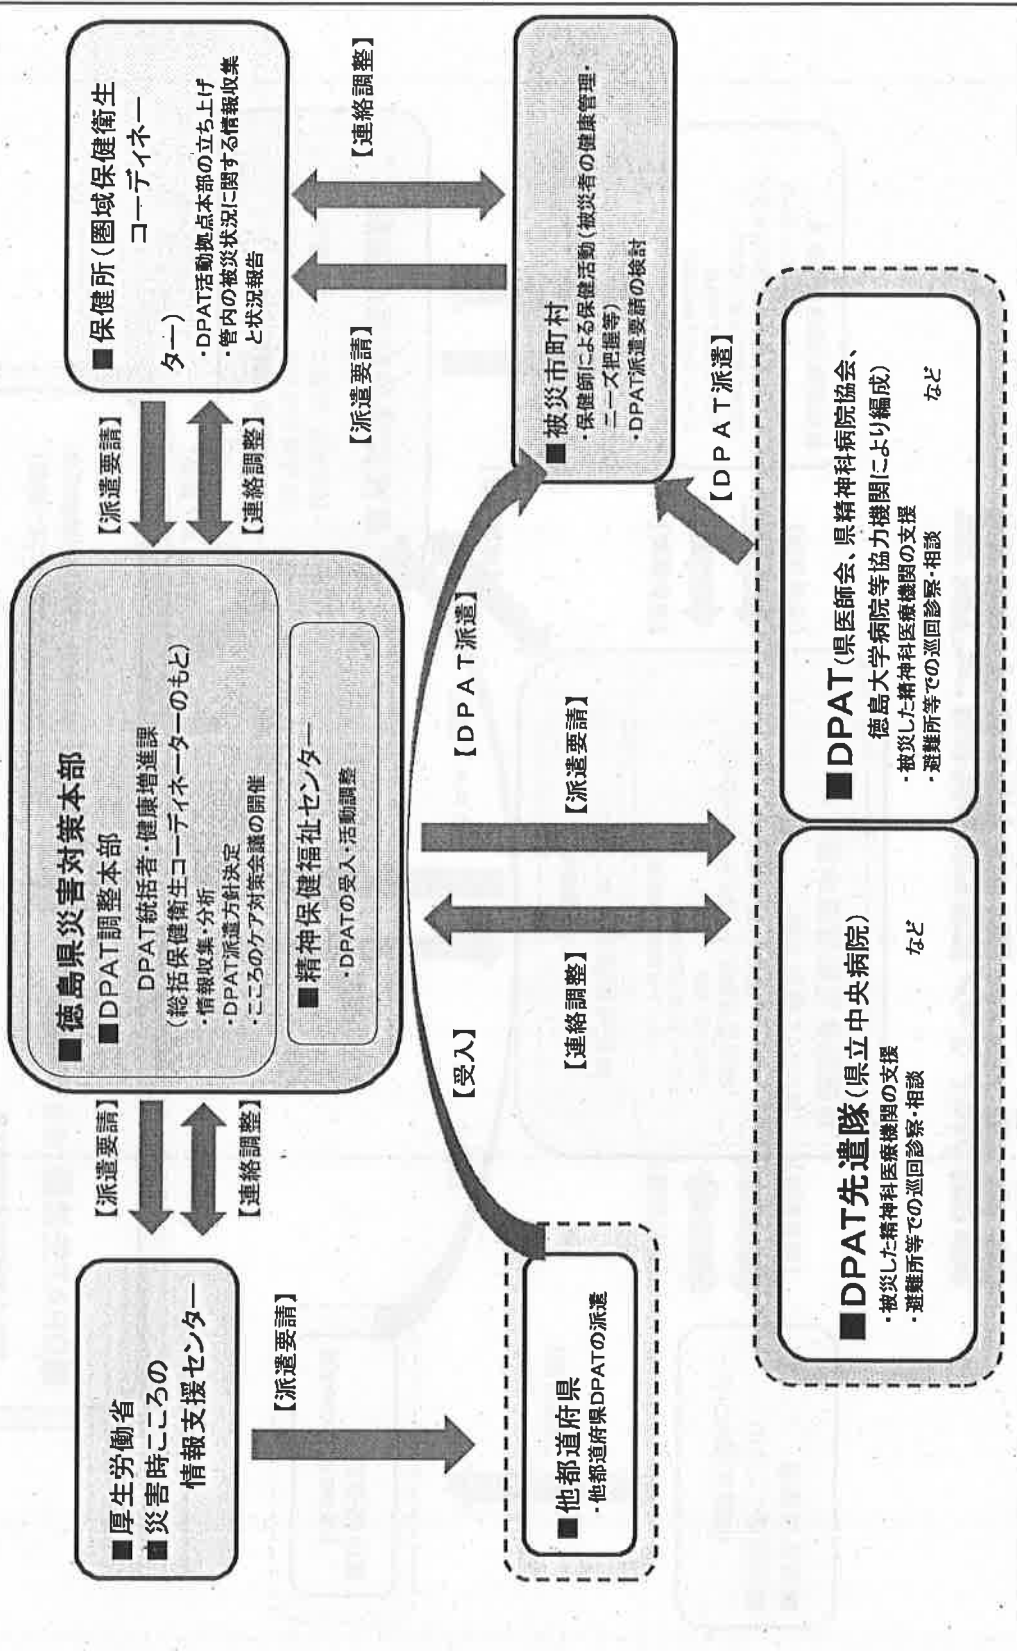 ■厚生労働省
■災害時こころの
情報支援センター
【派遣要請】
【連絡調整】
■徳島県災害対策本部
■DPAT調整本部
DPAT統括者・健康増進課
(総括保健衛生コーディネーターのもと)
・情報収集・分析
・DPAT派遣方針決定
・こころのケア対策会議の開催
■精神保健福祉センター
・DPATの受入・活動調整
【派遣要請】
【連絡調整】
■保健所(圏域保健衛生
コーディネー
ター)
・DPAT活動拠点本部の立ち上げ
・管内の被災状況に関する情報収集
と状況報告
【派遣要請】
【受入】
【DPAT派遣】
【派遣要請】
【連絡調整】
■他都道府県
・他都道府県DPATの派遣
【連絡調整】
【派遣要請】
■被災市町村
・保健師による保健活動(被災者の健康管理・
ニーズ把握等)
・DPAT派遣要請の検討
【DPAT派遣】
■DPAT先遣隊(県立中央病院)
・被災した精神科医療機関の支援
・避難所等での巡回診察・相談
など
■DPAT(県医師会、県精神科病院協会、
徳島大学病院等協力機関により編成)
・被災した精神科医療機関の支援
・避難所等での巡回診察・相談
など